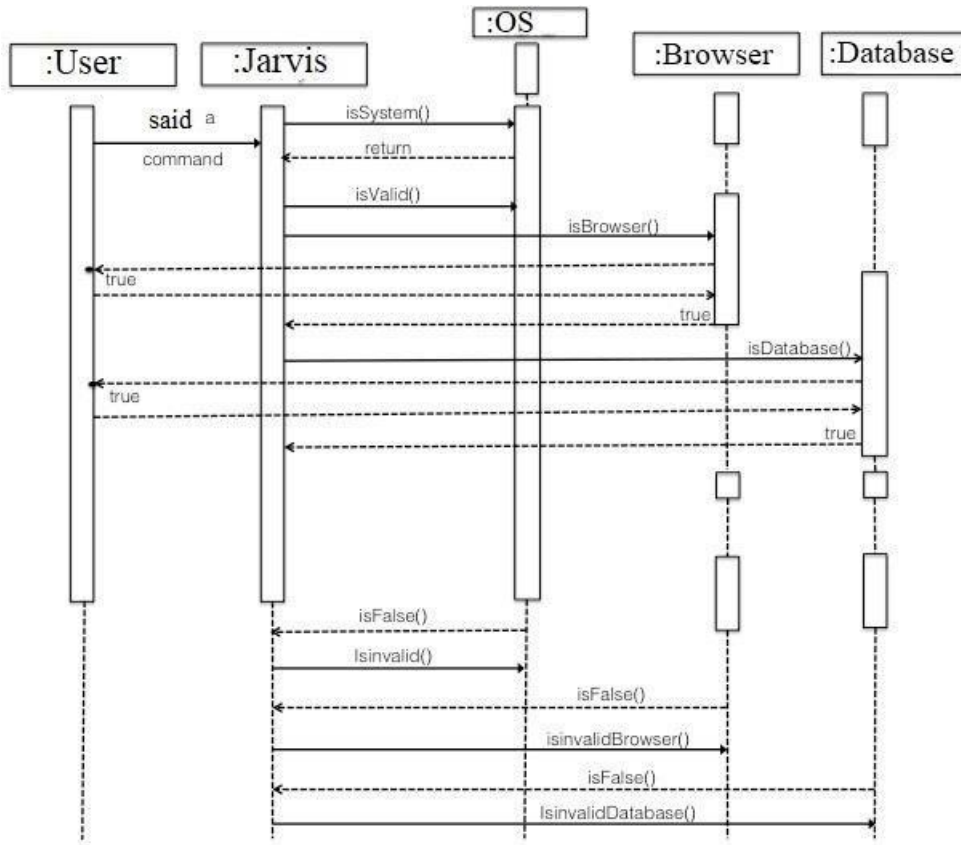 :OS
:User
:Jarvis
:Browser
:Database
said a
command
isSystem()
return
isValid()
isBrowser()
true
true
isDatabase()
true
true
isFalse()
Isinvalid()
isFalse()
isinvalidBrowser()
isFalse()
IsinvalidDatabase()